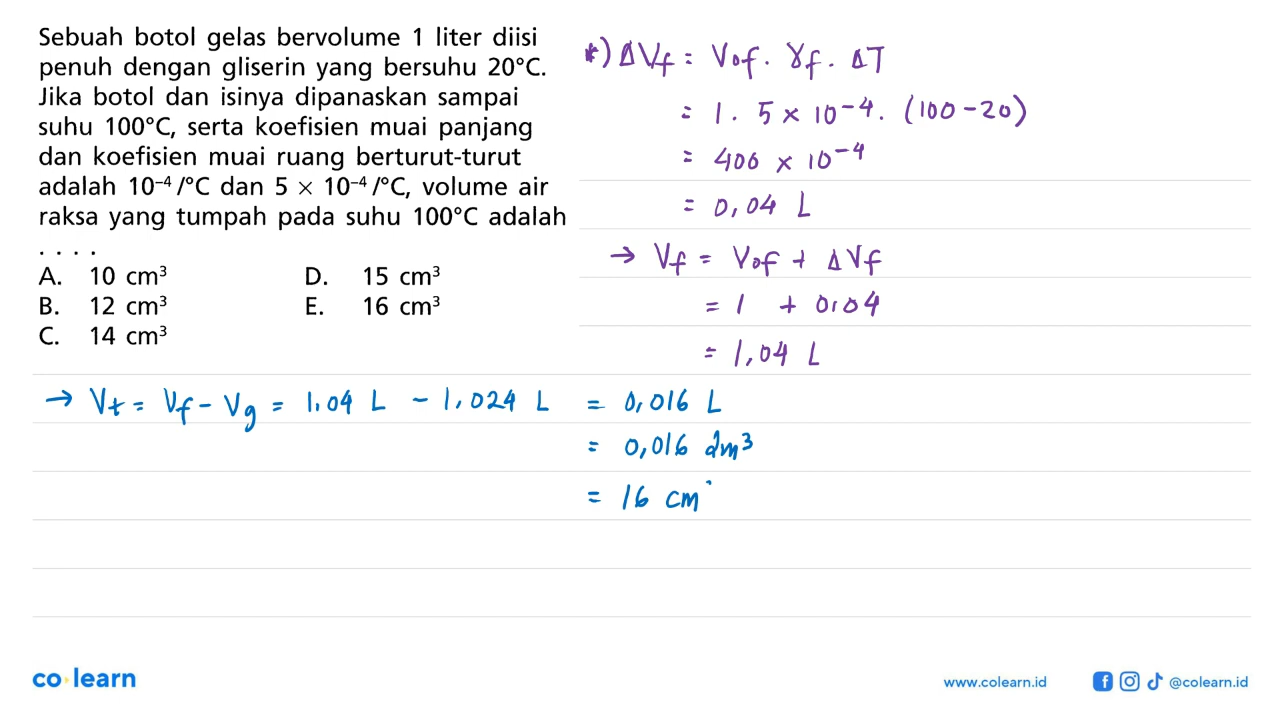 Sebuah botol gelas bervolume 1 liter diisi
penuh dengan gliserin yang bersuhu 20°C.
Jika botol dan isinya dipanaskan sampai
suhu 100°C, serta koefisien muai panjang
dan koefisien muai ruang berturut-turut
adalah 10⁻⁴/°C dan 5 × 10⁻⁴/°C, volume air
raksa yang tumpah pada suhu 100°C adalah
. . . .
A. 10 cm³ D. 15 cm³
B. 12 cm³ E. 16 cm³
C. 14 cm³
*) ΔVf = Vof . γf . ΔT
= 1 . 5 × 10⁻⁴ . (100 - 20)
= 400 × 10⁻⁴
= 0,04 L
→ Vf = Vof + ΔVf
= 1 + 0,04
= 1,04 L
→ Vt = Vf - Vg = 1,04 L - 1,024 L = 0,016 L
= 0,016 dm³
= 16 cm
co learn
www.colearn.id @colearn.id